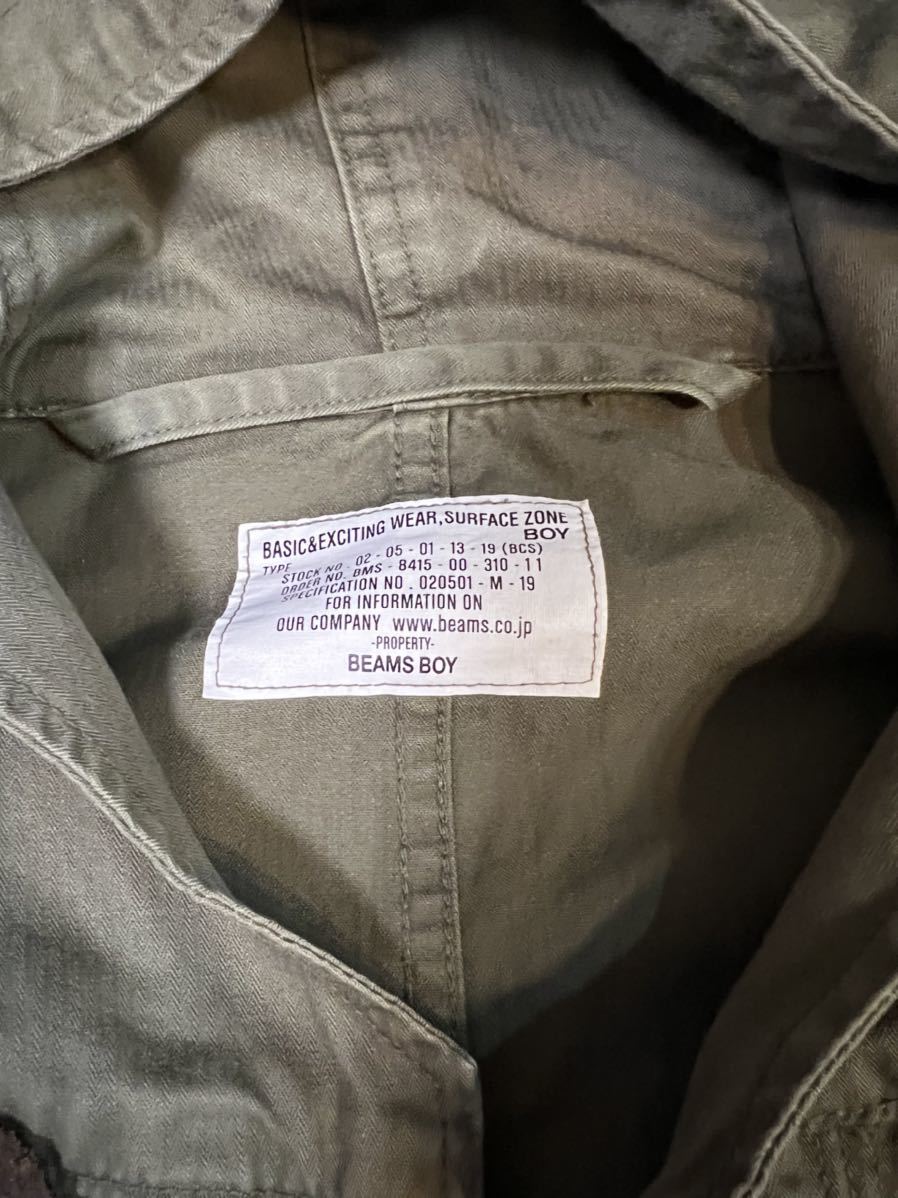 BASIC&EXCITING WEAR,SURFACE ZONE
BOY
TYPE
STOCK NO . 02 - 05 - 01 - 13 - 19 (BCS)
ORDER NO. BMS - 8415 - 00 - 310 - 11
SPECIFICATION NO . 020501 - M - 19
FOR INFORMATION ON
OUR COMPANY www.beams.co.jp
-PROPERTY-
BEAMS BOY